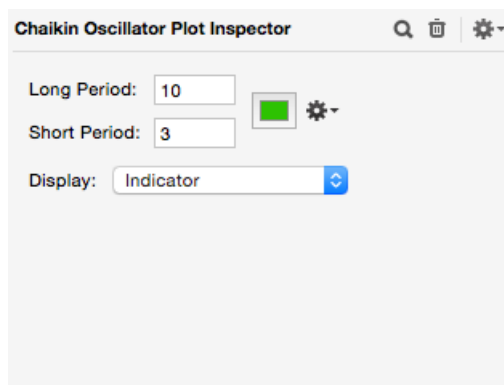 Chaikin Oscillator Plot Inspector
Long Period: 10
Short Period: 3
Display: Indicator